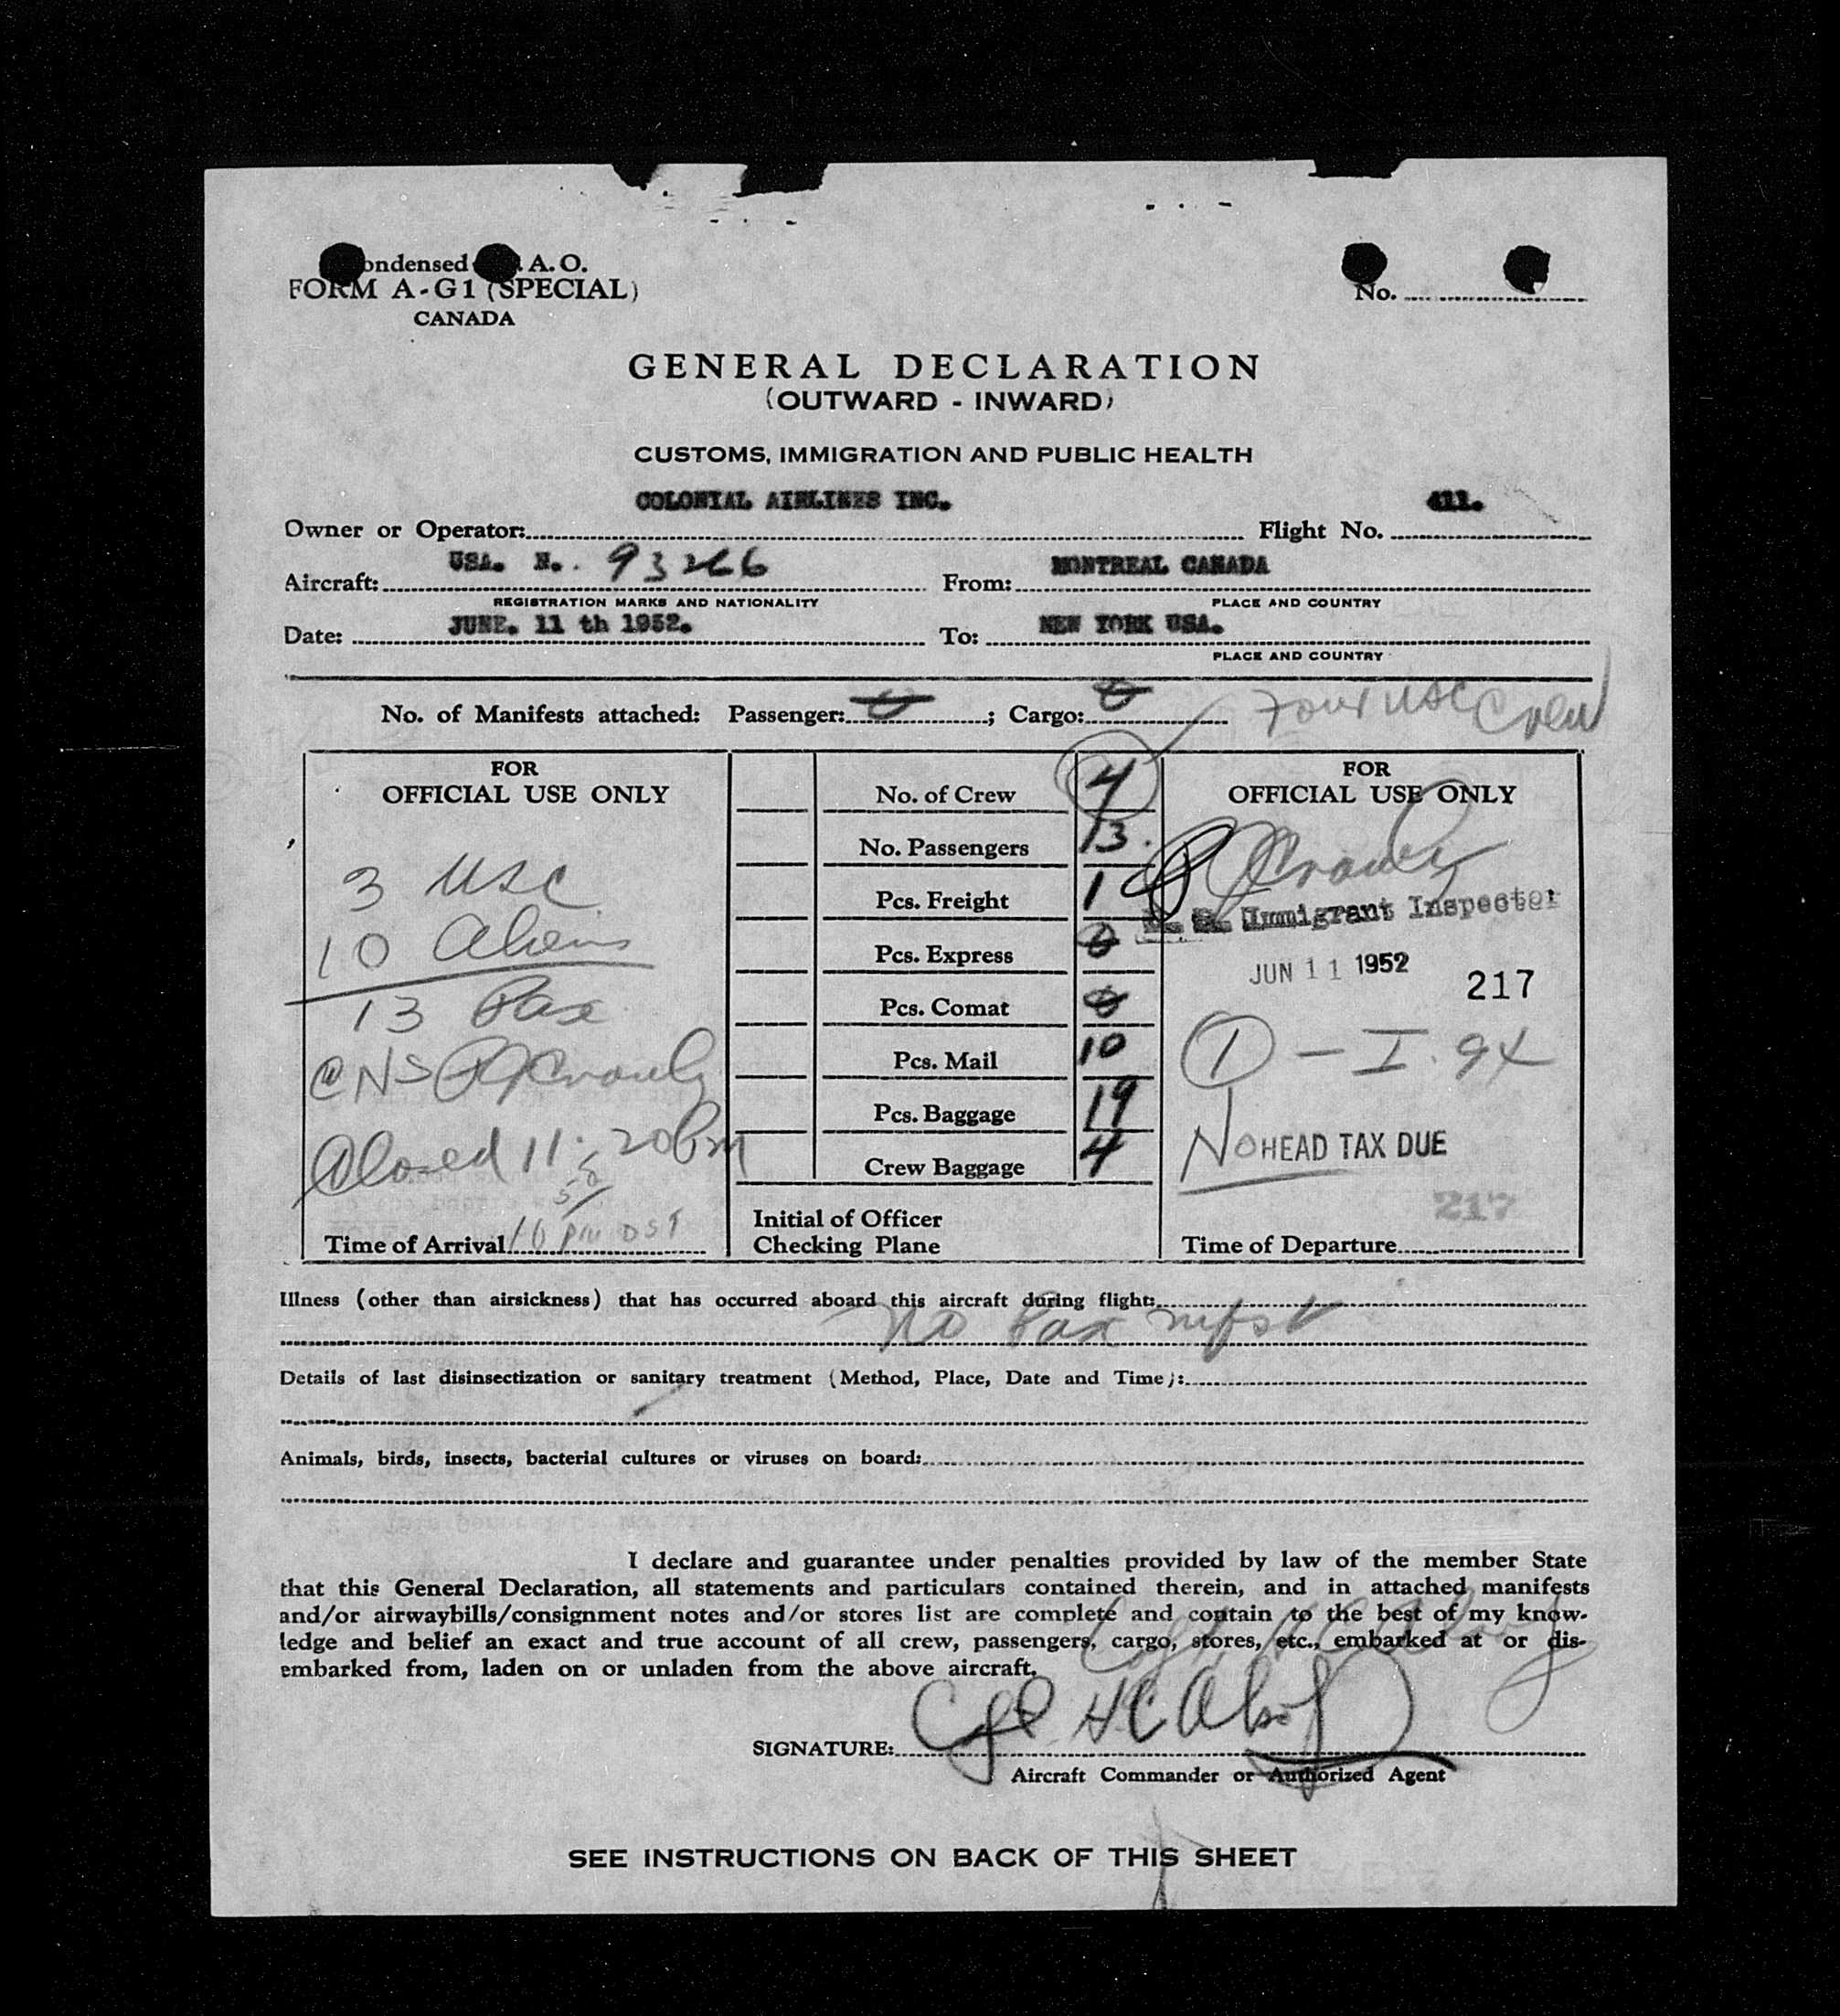 ondensed A. O.
FORM A-G1 (SPECIAL)
CANADA
No.
GENERAL DECLARATION
(OUTWARD - INWARD)
CUSTOMS, IMMIGRATION AND PUBLIC HEALTH
Owner or Operator: COLONIAL AIRLINES INC. Flight No. 411.
Aircraft: USA. N. 93266 From: MONTREAL CANADA
REGISTRATION MARKS AND NATIONALITY PLACE AND COUNTRY
Date: JUNE. 11 th 1952. To: NEW YORK USA.
PLACE AND COUNTRY
No. of Manifests attached: Passenger: 0; Cargo: 0 Four USC Crew
FOR
OFFICIAL USE ONLY
3 USC
10 Aliens
13 Pax
Closed 11:20 Pm
50
Time of Arrival 10 PM DST
No. of Crew 4
No. Passengers 13
Pcs. Freight 1
Pcs. Express 0
Pcs. Comat 0
Pcs. Mail 10
Pcs. Baggage 19
Crew Baggage 4
Initial of Officer
Checking Plane
FOR
OFFICIAL USE ONLY
U. S. Immigrant Inspector
JUN 11 1952 217
1 - I. 94
NO HEAD TAX DUE
217
Time of Departure
Illness (other than airsickness) that has occurred aboard this aircraft during flight:
No Pax mfst
Details of last disinsectization or sanitary treatment (Method, Place, Date and Time):
Animals, birds, insects, bacterial cultures or viruses on board:
I declare and guarantee under penalties provided by law of the member State
that this General Declaration, all statements and particulars contained therein, and in attached manifests
and/or airwaybills/consignment notes and/or stores list are complete and contain to the best of my know-
ledge and belief an exact and true account of all crew, passengers, cargo, stores, etc., embarked at or dis-
embarked from, laden on or unladen from the above aircraft.
SIGNATURE:
Aircraft Commander or Authorized Agent
SEE INSTRUCTIONS ON BACK OF THIS SHEET